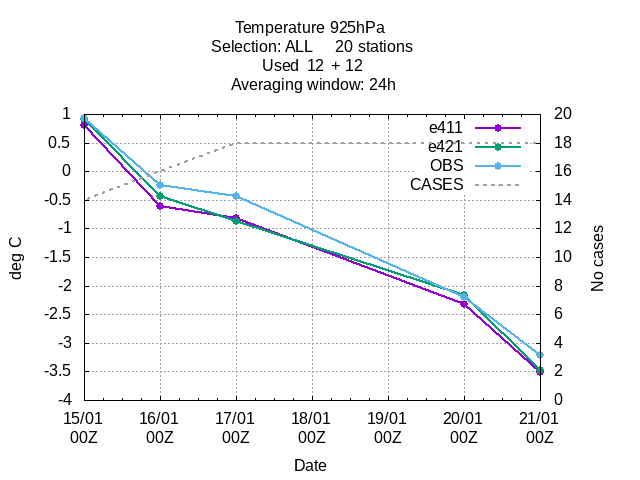 Temperature 925hPa
Selection: ALL     20 stations
Used  12  + 12
Averaging window: 24h
1
0.5
0
-0.5
-1
-1.5
-2
-2.5
-3
-3.5
-4
deg C
e411
e421
OBS
CASES
20
18
16
14
12
10
8
6
4
2
0
No cases
15/01 16/01 17/01 18/01 19/01 20/01 21/01
00Z 00Z 00Z 00Z 00Z 00Z 00Z
Date